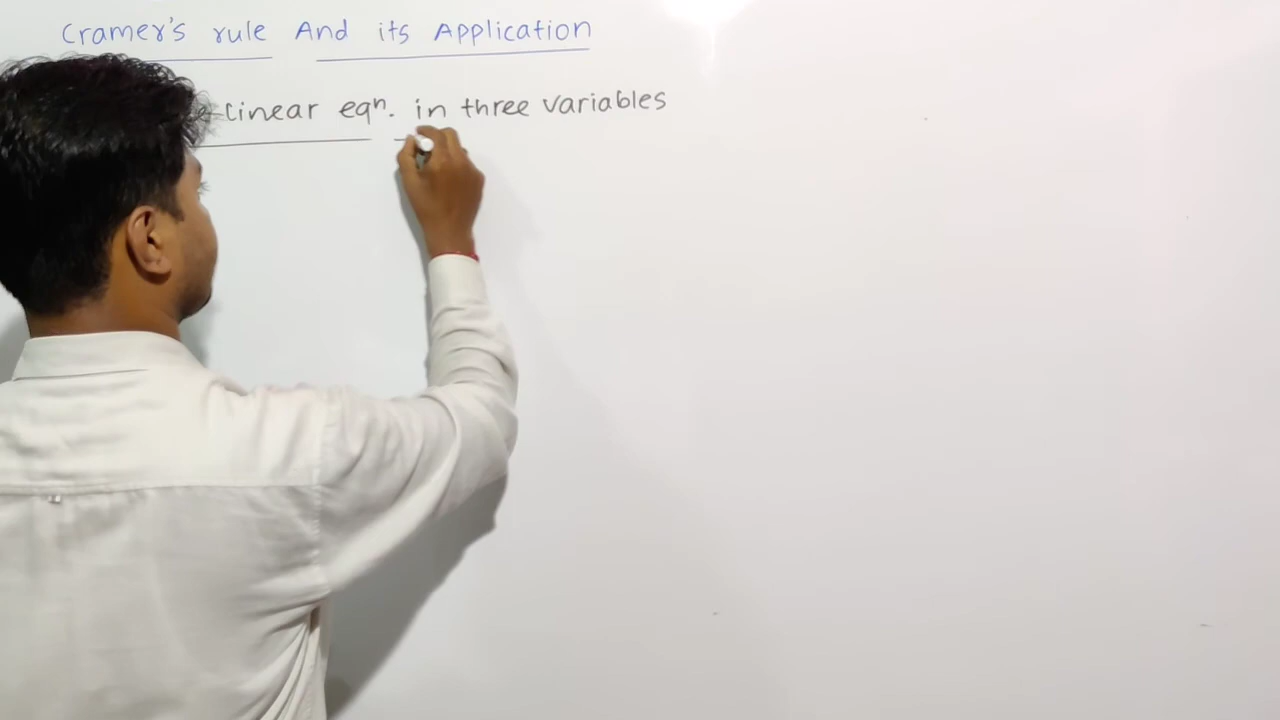 Cramer's rule And its Application
Linear eqn. in three variables